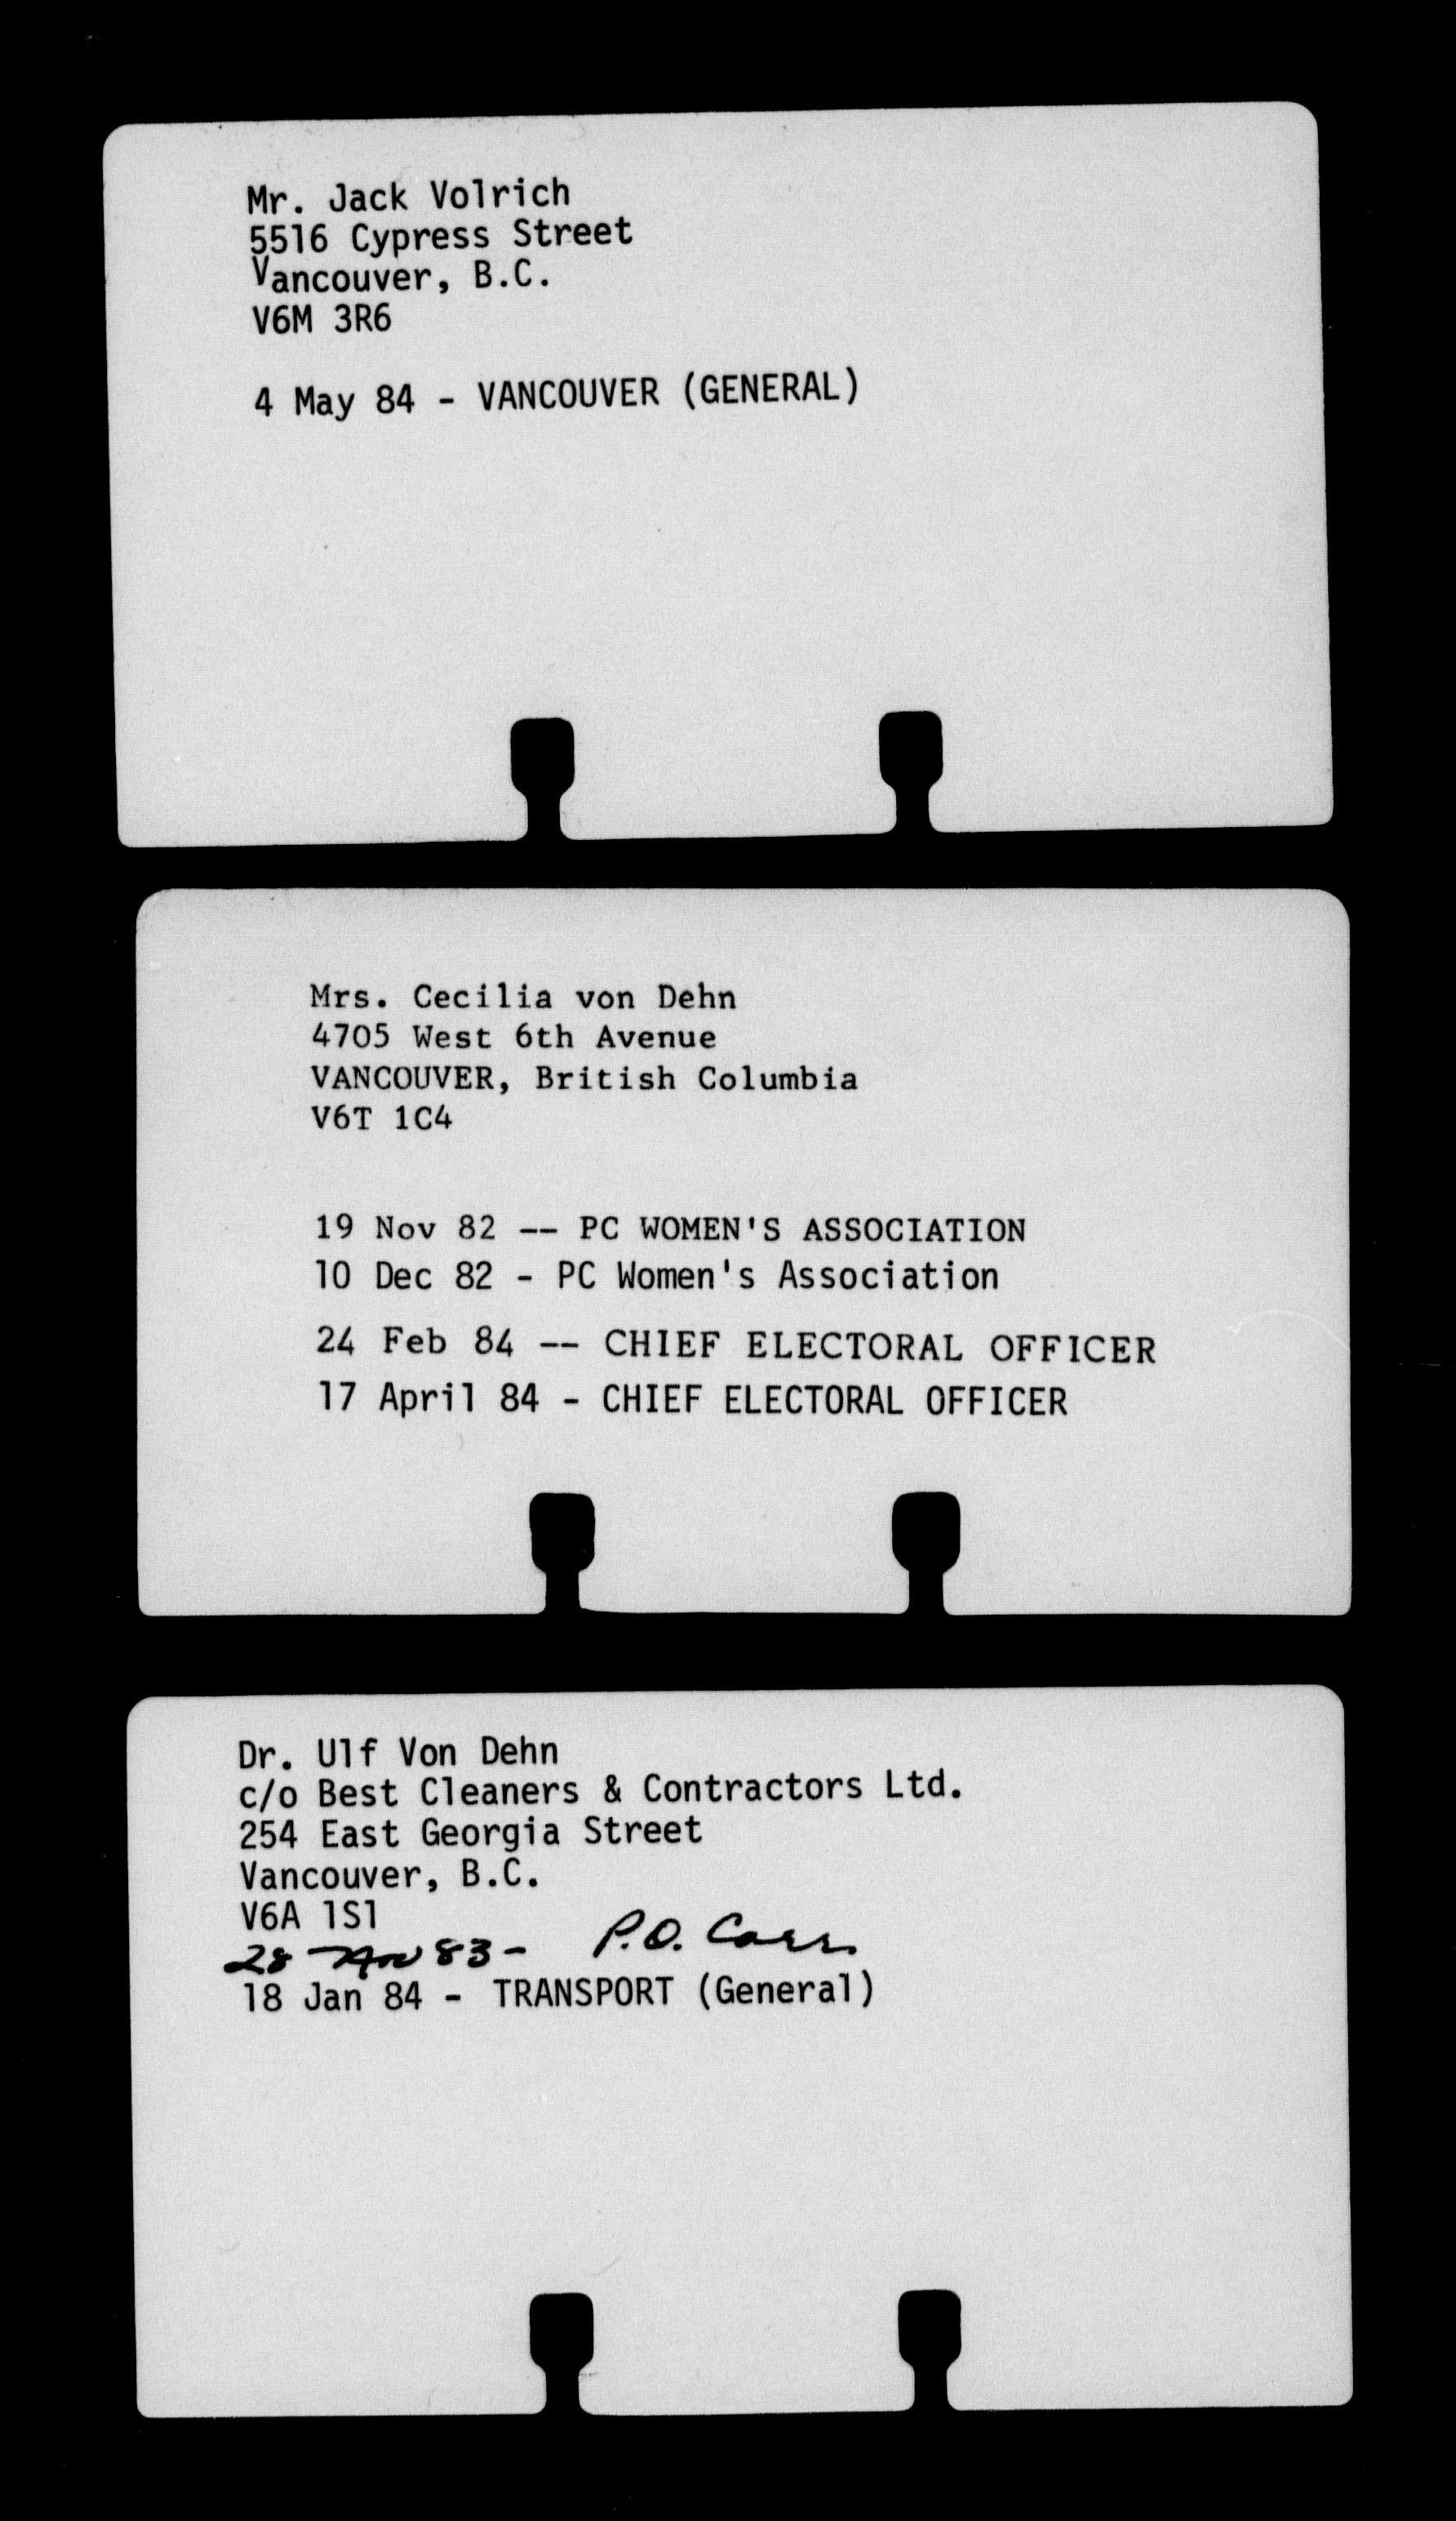 Mr. Jack Volrich
5516 Cypress Street
Vancouver, B.C.
V6M 3R6
4 May 84 - VANCOUVER (GENERAL)
Mrs. Cecilia von Dehn
4705 West 6th Avenue
VANCOUVER, British Columbia
V6T 1C4
19 Nov 82 -- PC WOMEN'S ASSOCIATION
10 Dec 82 - PC Women's Association
24 Feb 84 -- CHIEF ELECTORAL OFFICER
17 April 84 - CHIEF ELECTORAL OFFICER
Dr. Ulf Von Dehn
c/o Best Cleaners & Contractors Ltd.
254 East Georgia Street
Vancouver, B.C.
V6A 1S1
28 Nov 83 - P.O.
18 Jan 84 - TRANSPORT (General)